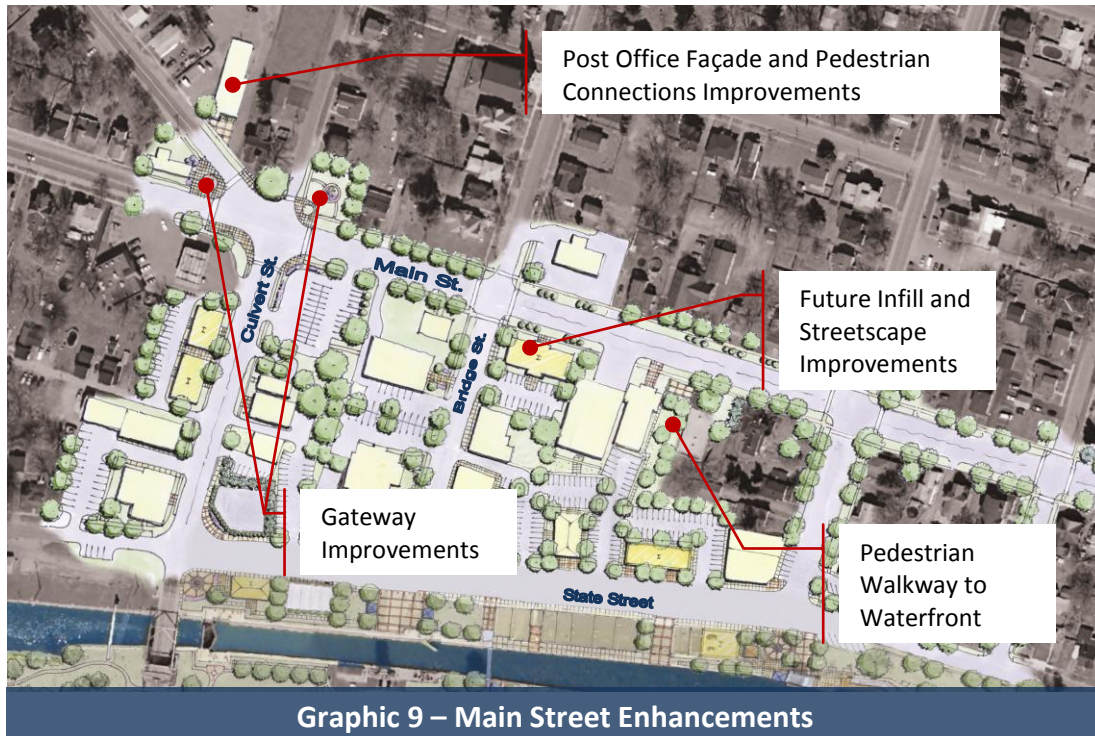 Post Office Façade and Pedestrian
Connections Improvements
Main St.
Culvert St.
Bridge St.
Future Infill and
Streetscape
Improvements
Gateway
Improvements
Pedestrian
Walkway to
Waterfront
State Street
Graphic 9 – Main Street Enhancements